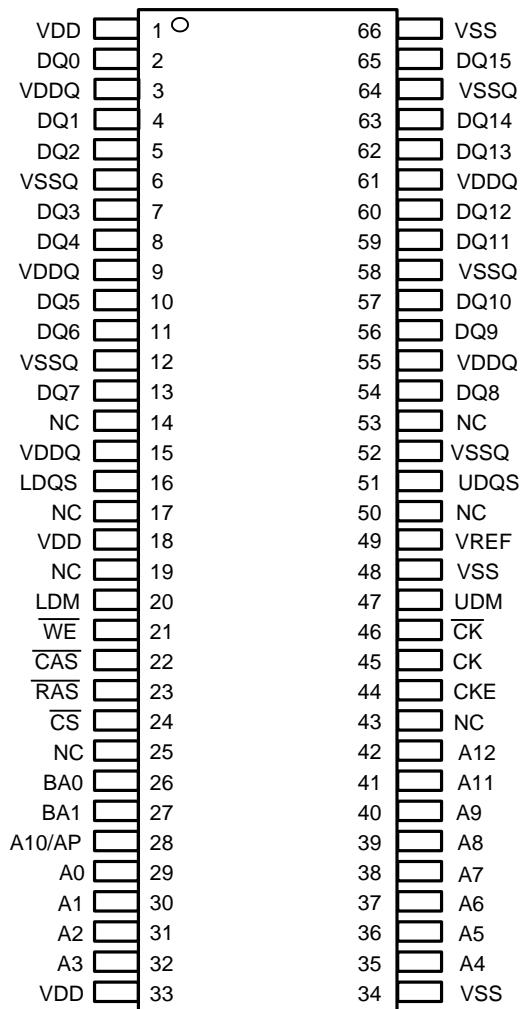 VDD 1 66 VSS
DQ0 2 65 DQ15
VDDQ 3 64 VSSQ
DQ1 4 63 DQ14
DQ2 5 62 DQ13
VSSQ 6 61 VDDQ
DQ3 7 60 DQ12
DQ4 8 59 DQ11
VDDQ 9 58 VSSQ
DQ5 10 57 DQ10
DQ6 11 56 DQ9
VSSQ 12 55 VDDQ
DQ7 13 54 DQ8
NC 14 53 NC
VDDQ 15 52 VSSQ
LDQS 16 51 UDQS
NC 17 50 NC
VDD 18 49 VREF
NC 19 48 VSS
LDM 20 47 UDM
W̅E̅ 21 46 C̅K̅
C̅A̅S̅ 22 45 CK
R̅A̅S̅ 23 44 CKE
C̅S̅ 24 43 NC
NC 25 42 A12
BA0 26 41 A11
BA1 27 40 A9
A10/AP 28 39 A8
A0 29 38 A7
A1 30 37 A6
A2 31 36 A5
A3 32 35 A4
VDD 33 34 VSS